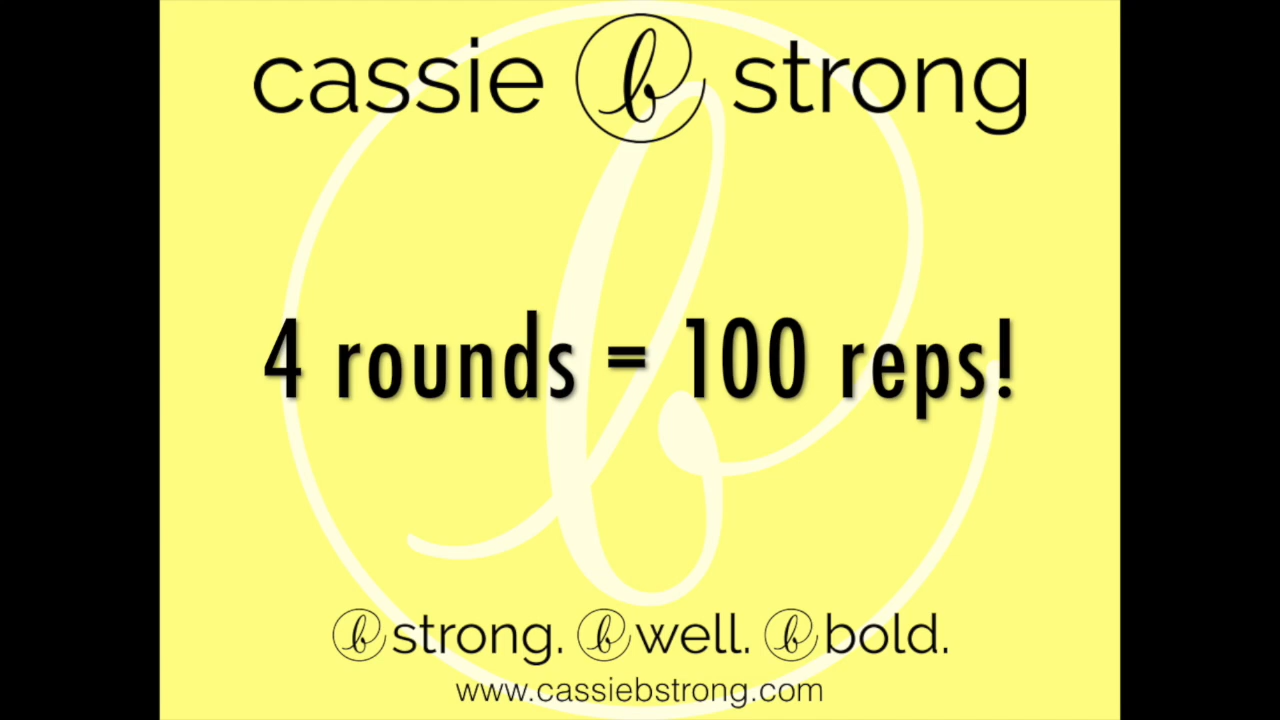 cassie b strong
4 rounds = 100 reps!
b strong. b well. b bold.
www.cassiebstrong.com